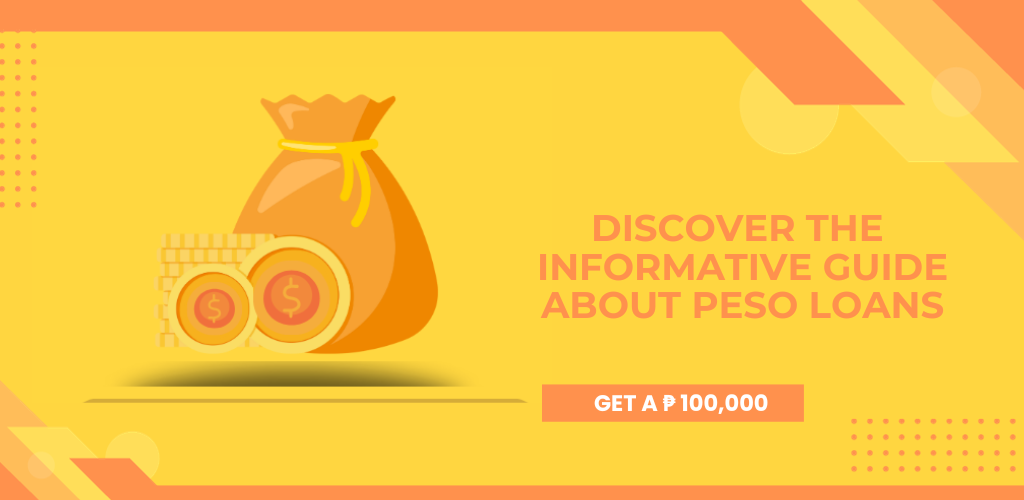 DISCOVER THE
INFORMATIVE GUIDE
ABOUT PESO LOANS
GET A ₱ 100,000
$
$